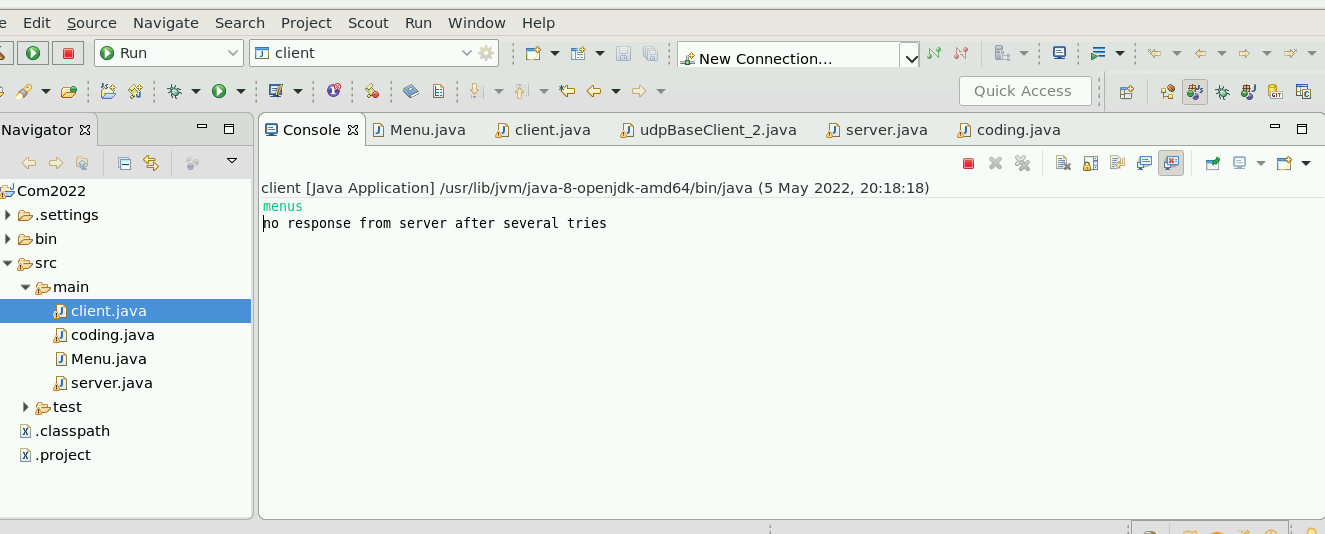 e Edit Source Navigate Search Project Scout Run Window Help
Run client New Connection...
Quick Access
Navigator Console Menu.java client.java udpBaseClient_2.java server.java coding.java
Com2022
client [Java Application] /usr/lib/jvm/java-8-openjdk-amd64/bin/java (5 May 2022, 20:18:18)
menus
no response from server after several tries
.settings
bin
src
main
client.java
coding.java
Menu.java
server.java
test
.classpath
.project